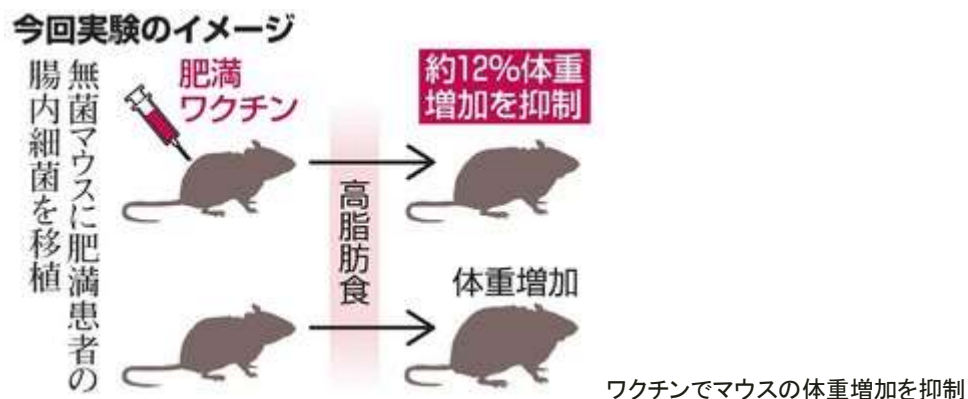 今回実験のイメージ
無菌マウスに肥満患者の
腸内細菌を移植
肥満
ワクチン
高脂肪食
約12%体重
増加を抑制
体重増加
ワクチンでマウスの体重増加を抑制